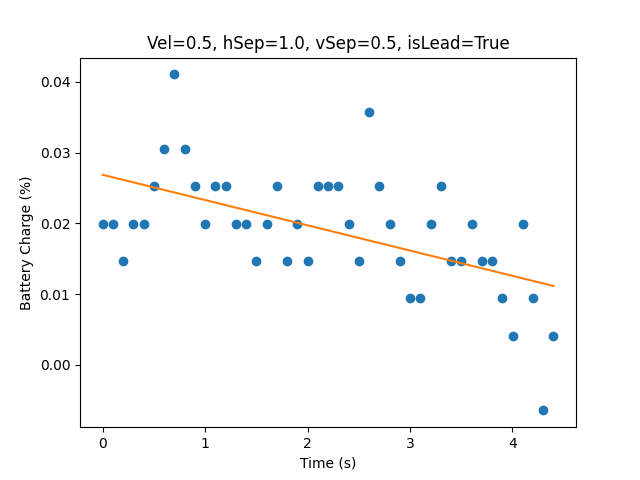 Vel=0.5, hSep=1.0, vSep=0.5, isLead=True
0.04
0.03
0.02
0.01
0.00
Battery Charge (%)
0 1 2 3 4
Time (s)